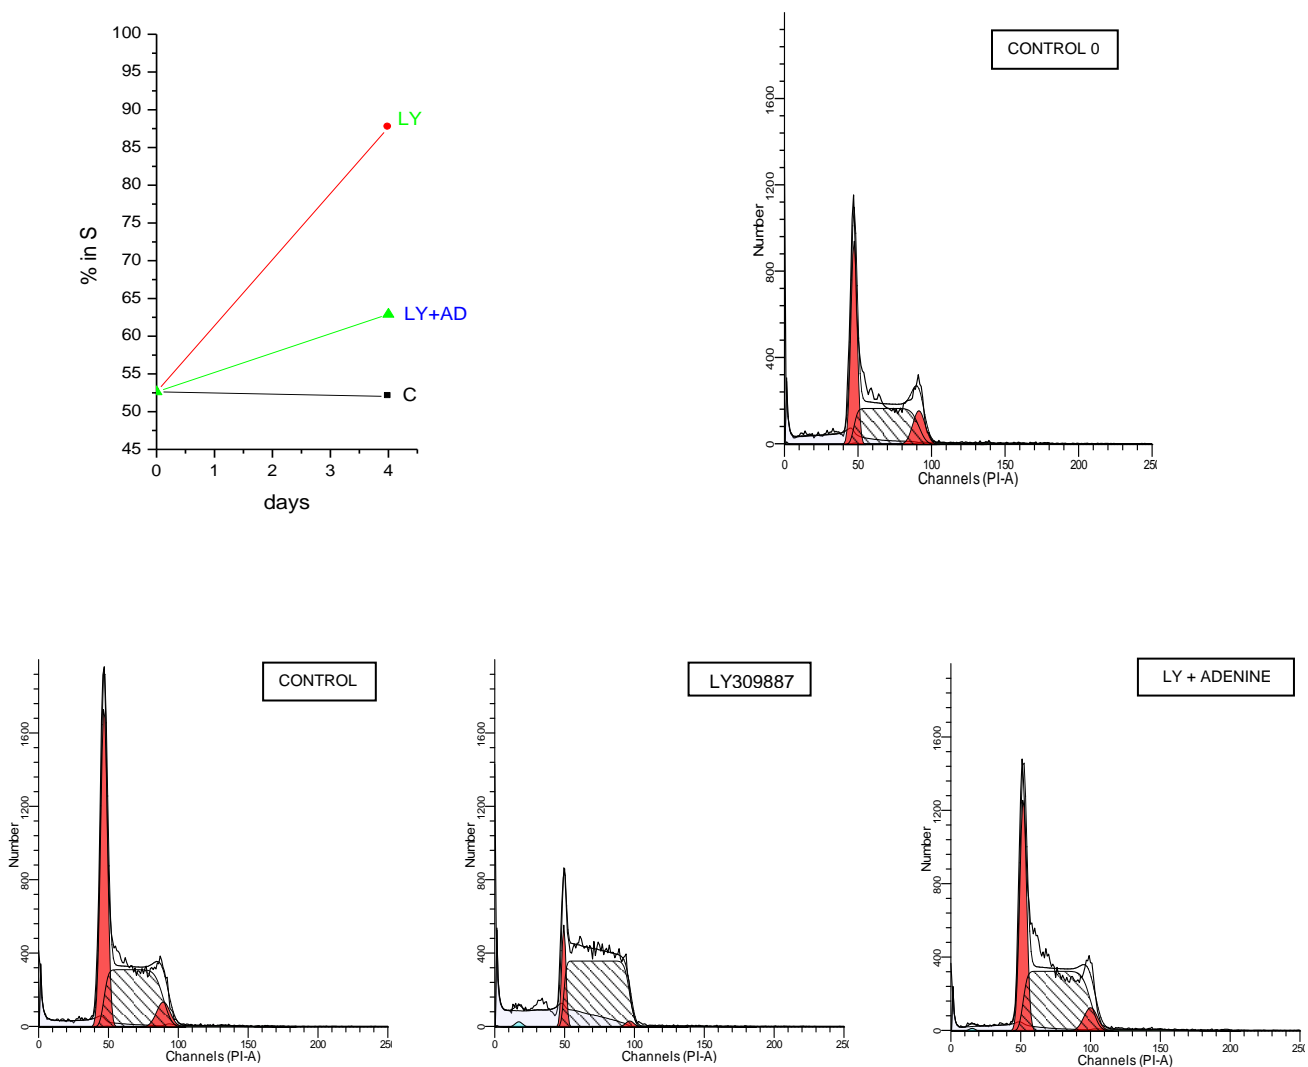 100
95
90
85
80
75
70
65
60
55
50
45
% in S
0 1 2 3 4
days
LY
LY+AD
C
CONTROL 0
Number
1600
1200
800
400
0
0 50 100 150 200 25
Channels (PI-A)
CONTROL
Number
1600
1200
800
400
0
0 50 100 150 200 250
Channels (PI-A)
LY309887
Number
1600
1200
800
400
0
0 50 100 150 200 250
Channels (PI-A)
LY + ADENINE
Number
1600
1200
800
400
0
0 50 100 150 200 250
Channels (PI-A)